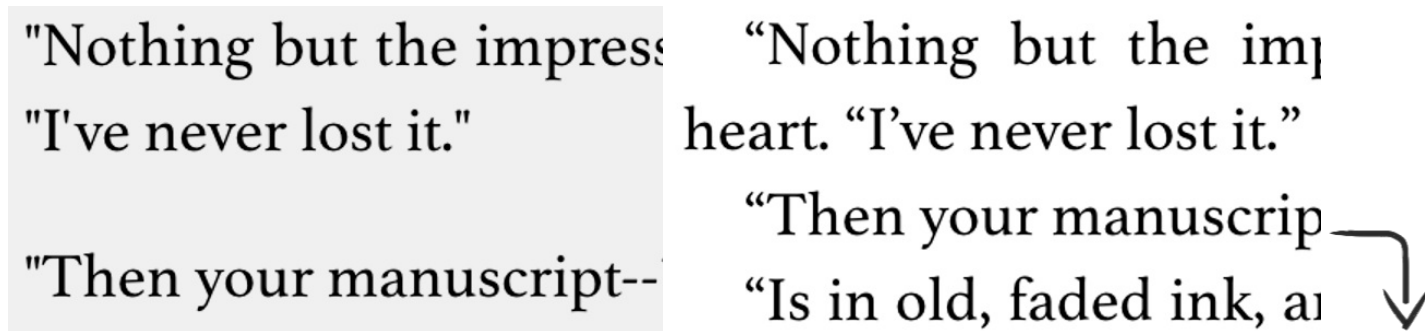 "Nothing but the impress
"I've never lost it."
"Then your manuscript--
“Nothing but the imp
heart. “I’ve never lost it.”
“Then your manuscrip
“Is in old, faded ink, a